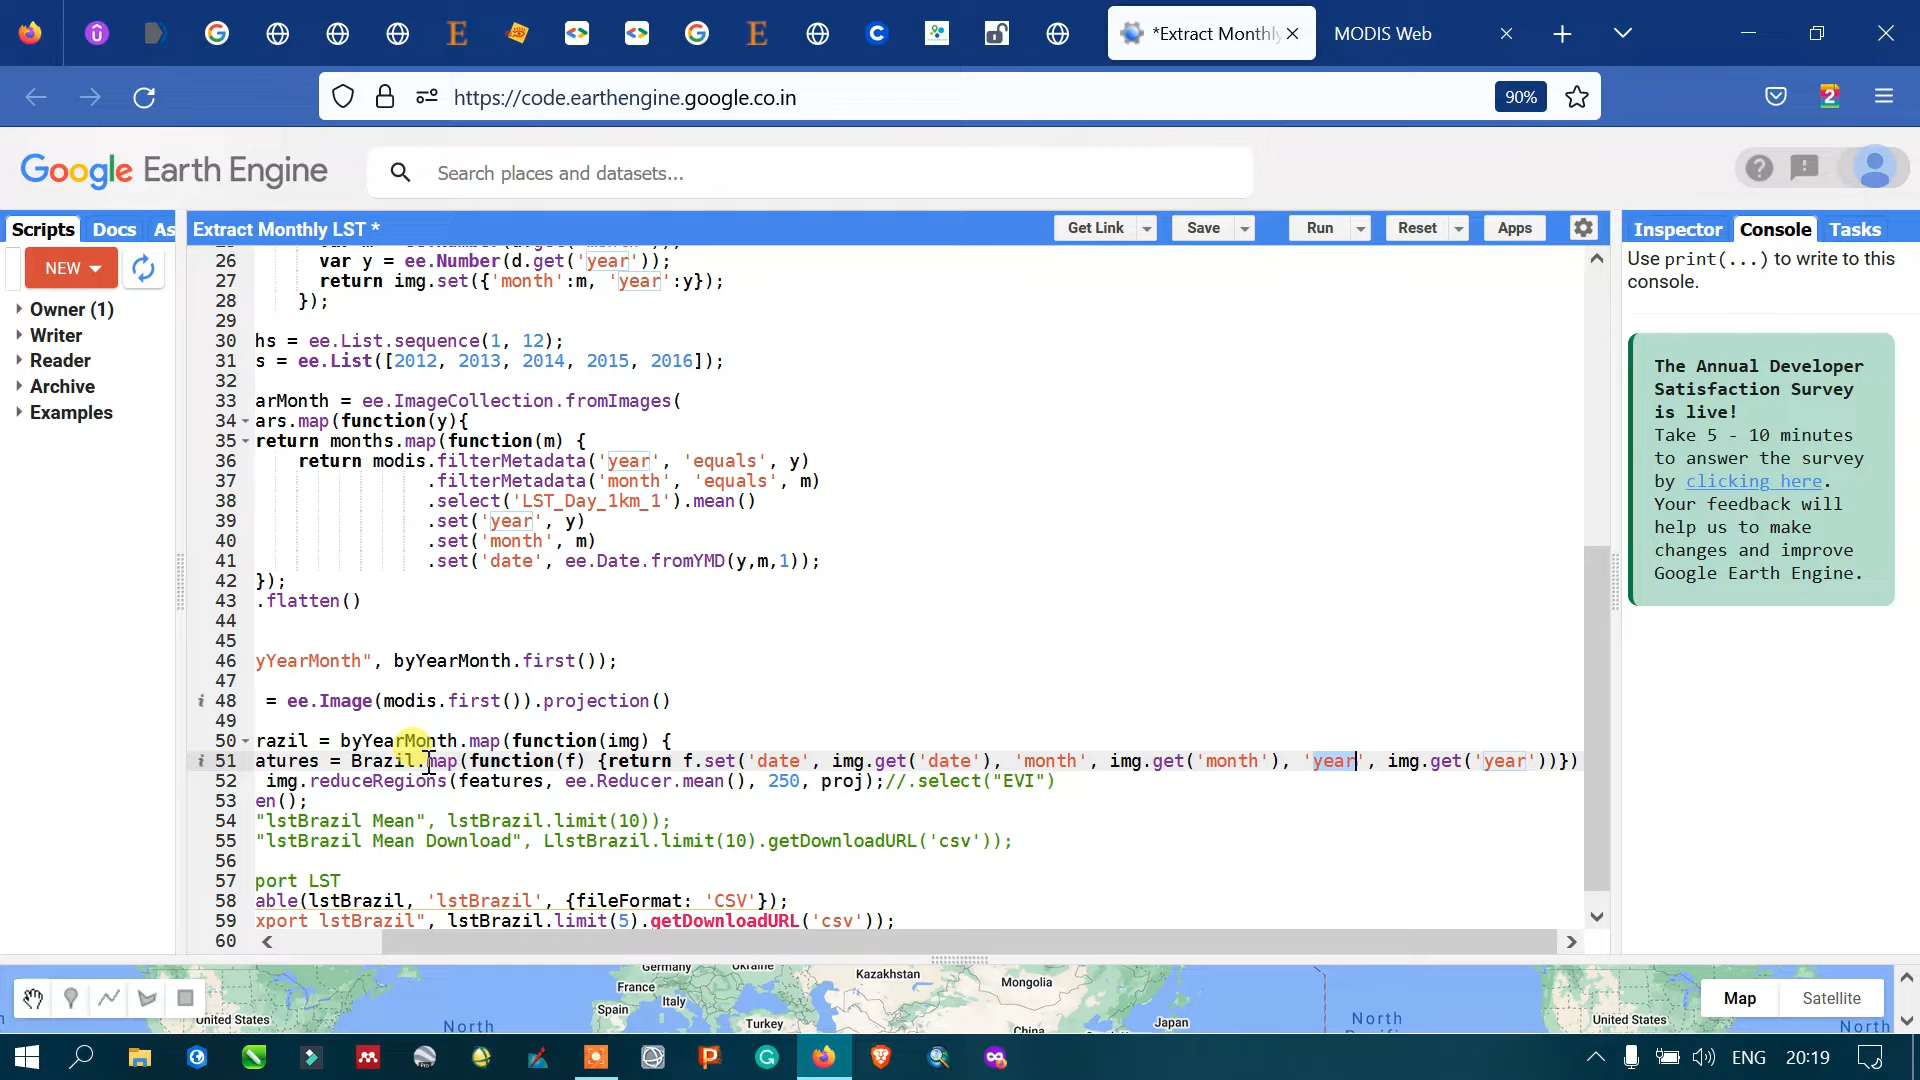 *Extract Monthly
MODIS Web
https://code.earthengine.google.co.in
90%
2
Google Earth Engine
Search places and datasets...
Scripts Docs As
Extract Monthly LST *
Get Link Save Run Reset Apps
Inspector Console Tasks
NEW
Owner (1)
Writer
Reader
Archive
Examples
26 var y = ee.Number(d.get('year'));
27 return img.set({'month':m, 'year':y});
28 });
29
30 hs = ee.List.sequence(1, 12);
31 s = ee.List([2012, 2013, 2014, 2015, 2016]);
32
33 arMonth = ee.ImageCollection.fromImages(
34 ars.map(function(y){
35 return months.map(function(m) {
36 return modis.filterMetadata('year', 'equals', y)
37 .filterMetadata('month', 'equals', m)
38 .select('LST_Day_1km_1').mean()
39 .set('year', y)
40 .set('month', m)
41 .set('date', ee.Date.fromYMD(y,m,1));
42 });
43 .flatten()
44
45
46 yYearMonth", byYearMonth.first());
47
48 = ee.Image(modis.first()).projection()
49
50 razil = byYearMonth.map(function(img) {
51 atures = Brazil.map(function(f) {return f.set('date', img.get('date'), 'month', img.get('month'), 'year', img.get('year'))})
52 img.reduceRegions(features, ee.Reducer.mean(), 250, proj);//.select("EVI")
53 en();
54 "lstBrazil Mean", lstBrazil.limit(10));
55 "lstBrazil Mean Download", LlstBrazil.limit(10).getDownloadURL('csv'));
56
57 port LST
58 able(lstBrazil, 'lstBrazil', {fileFormat: 'CSV'});
59 xport lstBrazil", lstBrazil.limit(5).getDownloadURL('csv'));
60
Use print(...) to write to this
console.
The Annual Developer
Satisfaction Survey
is live!
Take 5 - 10 minutes
to answer the survey
by clicking here.
Your feedback will
help us to make
changes and improve
Google Earth Engine.
Germany
Ukraine
France
Italy
Spain
Turkey
Kazakhstan
Mongolia
China
Japan
United States
North
North
United States
North
Map Satellite
ENG 20:19